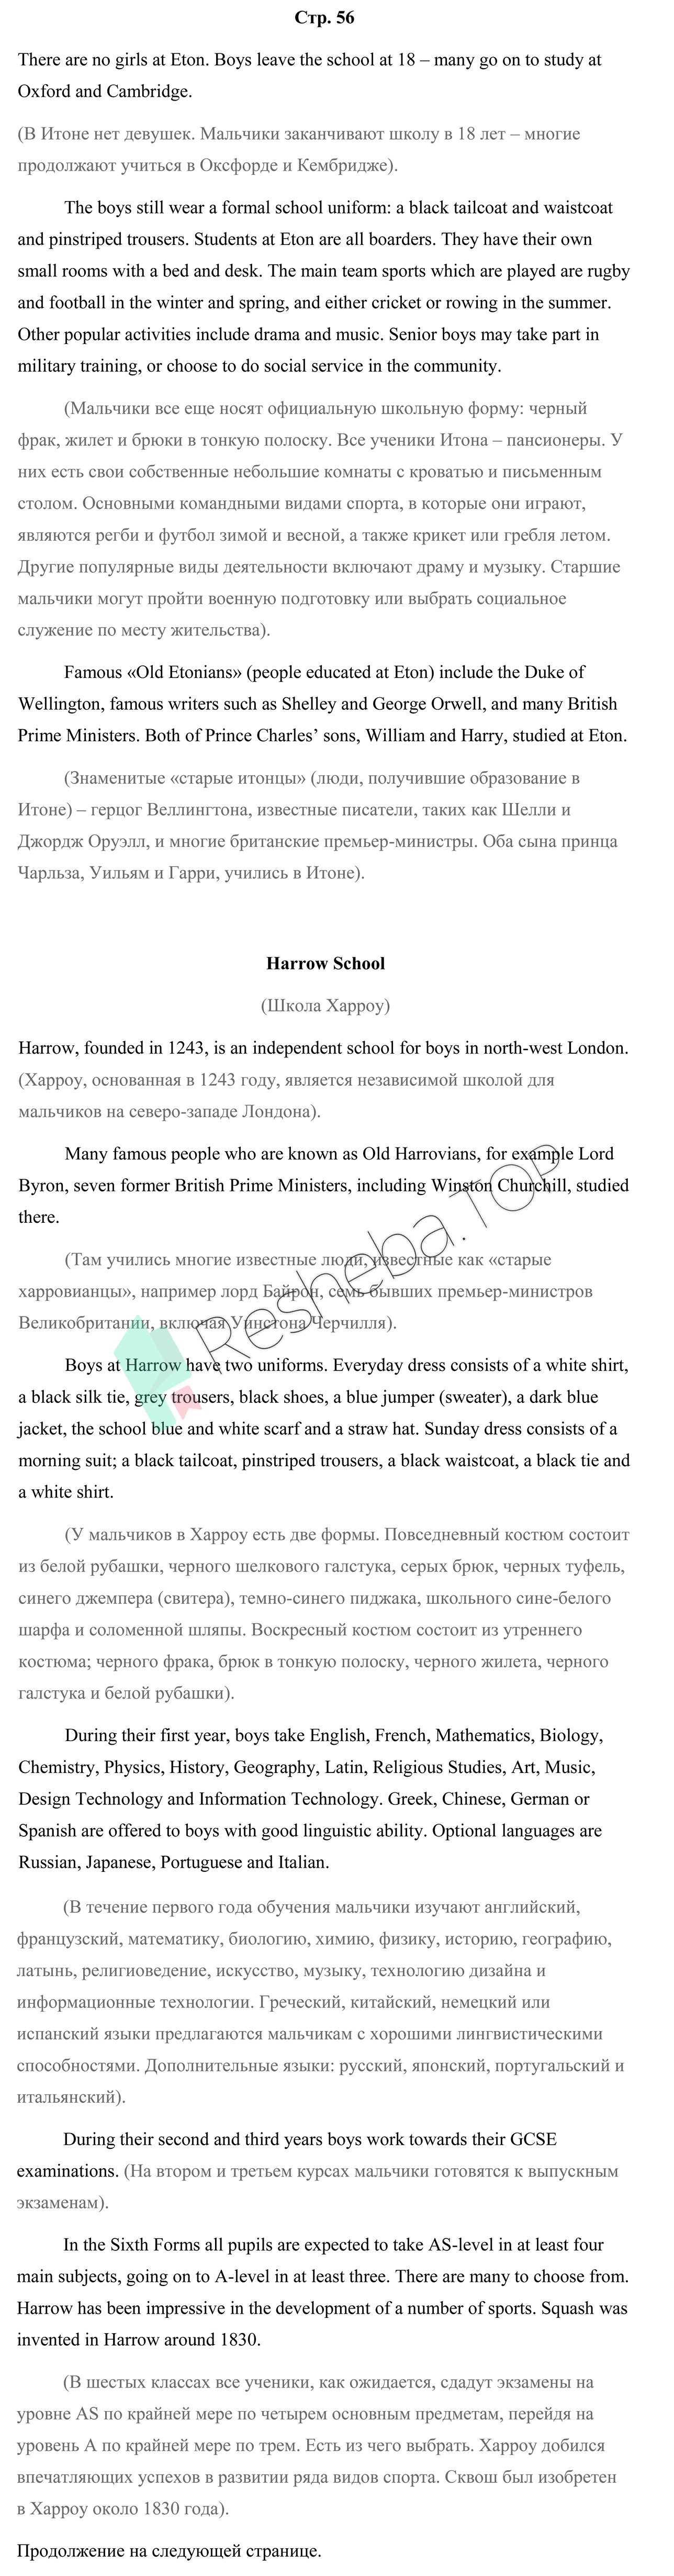 Стр. 56
There are no girls at Eton. Boys leave the school at 18 – many go on to study at
Oxford and Cambridge.
(В Итоне нет девушек. Мальчики заканчивают школу в 18 лет – многие
продолжают учиться в Оксфорде и Кембридже).
The boys still wear a formal school uniform: a black tailcoat and waistcoat
and pinstriped trousers. Students at Eton are all boarders. They have their own
small rooms with a bed and desk. The main team sports which are played are rugby
and football in the winter and spring, and either cricket or rowing in the summer.
Other popular activities include drama and music. Senior boys may take part in
military training, or choose to do social service in the community.
(Мальчики все еще носят официальную школьную форму: черный
фрак, жилет и брюки в тонкую полоску. Все ученики Итона – пансионеры. У
них есть свои собственные небольшие комнаты с кроватью и письменным
столом. Основными командными видами спорта, в которые они играют,
являются регби и футбол зимой и весной, а также крикет или гребля летом.
Другие популярные виды деятельности включают драму и музыку. Старшие
мальчики могут пройти военную подготовку или выбрать социальное
служение по месту жительства).
Famous «Old Etonians» (people educated at Eton) include the Duke of
Wellington, famous writers such as Shelley and George Orwell, and many British
Prime Ministers. Both of Prince Charles’ sons, William and Harry, studied at Eton.
(Знаменитые «старые итонцы» (люди, получившие образование в
Итоне) – герцог Веллингтона, известные писатели, таких как Шелли и
Джордж Оруэлл, и многие британские премьер-министры. Оба сына принца
Чарльза, Уильям и Гарри, учились в Итоне).
Harrow School
(Школа Харроу)
Harrow, founded in 1243, is an independent school for boys in north-west London.
(Харроу, основанная в 1243 году, является независимой школой для
мальчиков на северо-западе Лондона).
Many famous people who are known as Old Harrovians, for example Lord
Byron, seven former British Prime Ministers, including Winston Churchill, studied
there.
(Там учились многие известные люди, известные как «старые
харровианцы», например лорд Байрон, семь бывших премьер-министров
Великобритании, включая Уинстона Черчилля).
Resheba.TOP
Boys at Harrow have two uniforms. Everyday dress consists of a white shirt,
a black silk tie, grey trousers, black shoes, a blue jumper (sweater), a dark blue
jacket, the school blue and white scarf and a straw hat. Sunday dress consists of a
morning suit; a black tailcoat, pinstriped trousers, a black waistcoat, a black tie and
a white shirt.
(У мальчиков в Харроу есть две формы. Повседневный костюм состоит
из белой рубашки, черного шелкового галстука, серых брюк, черных туфель,
синего джемпера (свитера), темно-синего пиджака, школьного сине-белого
шарфа и соломенной шляпы. Воскресный костюм состоит из утреннего
костюма; черного фрака, брюк в тонкую полоску, черного жилета, черного
галстука и белой рубашки).
During their first year, boys take English, French, Mathematics, Biology,
Chemistry, Physics, History, Geography, Latin, Religious Studies, Art, Music,
Design Technology and Information Technology. Greek, Chinese, German or
Spanish are offered to boys with good linguistic ability. Optional languages are
Russian, Japanese, Portuguese and Italian.
(В течение первого года обучения мальчики изучают английский,
французский, математику, биологию, химию, физику, историю, географию,
латынь, религиоведение, искусство, музыку, технологию дизайна и
информационные технологии. Греческий, китайский, немецкий или
испанский языки предлагаются мальчикам с хорошими лингвистическими
способностями. Дополнительные языки: русский, японский, португальский и
итальянский).
During their second and third years boys work towards their GCSE
examinations. (На втором и третьем курсах мальчики готовятся к выпускным
экзаменам).
In the Sixth Forms all pupils are expected to take AS-level in at least four
main subjects, going on to A-level in at least three. There are many to choose from.
Harrow has been impressive in the development of a number of sports. Squash was
invented in Harrow around 1830.
(В шестых классах все ученики, как ожидается, сдадут экзамены на
уровне AS по крайней мере по четырем основным предметам, перейдя на
уровень A по крайней мере по трем. Есть из чего выбрать. Харроу добился
впечатляющих успехов в развитии ряда видов спорта. Сквош был изобретен
в Харроу около 1830 года).
Продолжение на следующей странице.